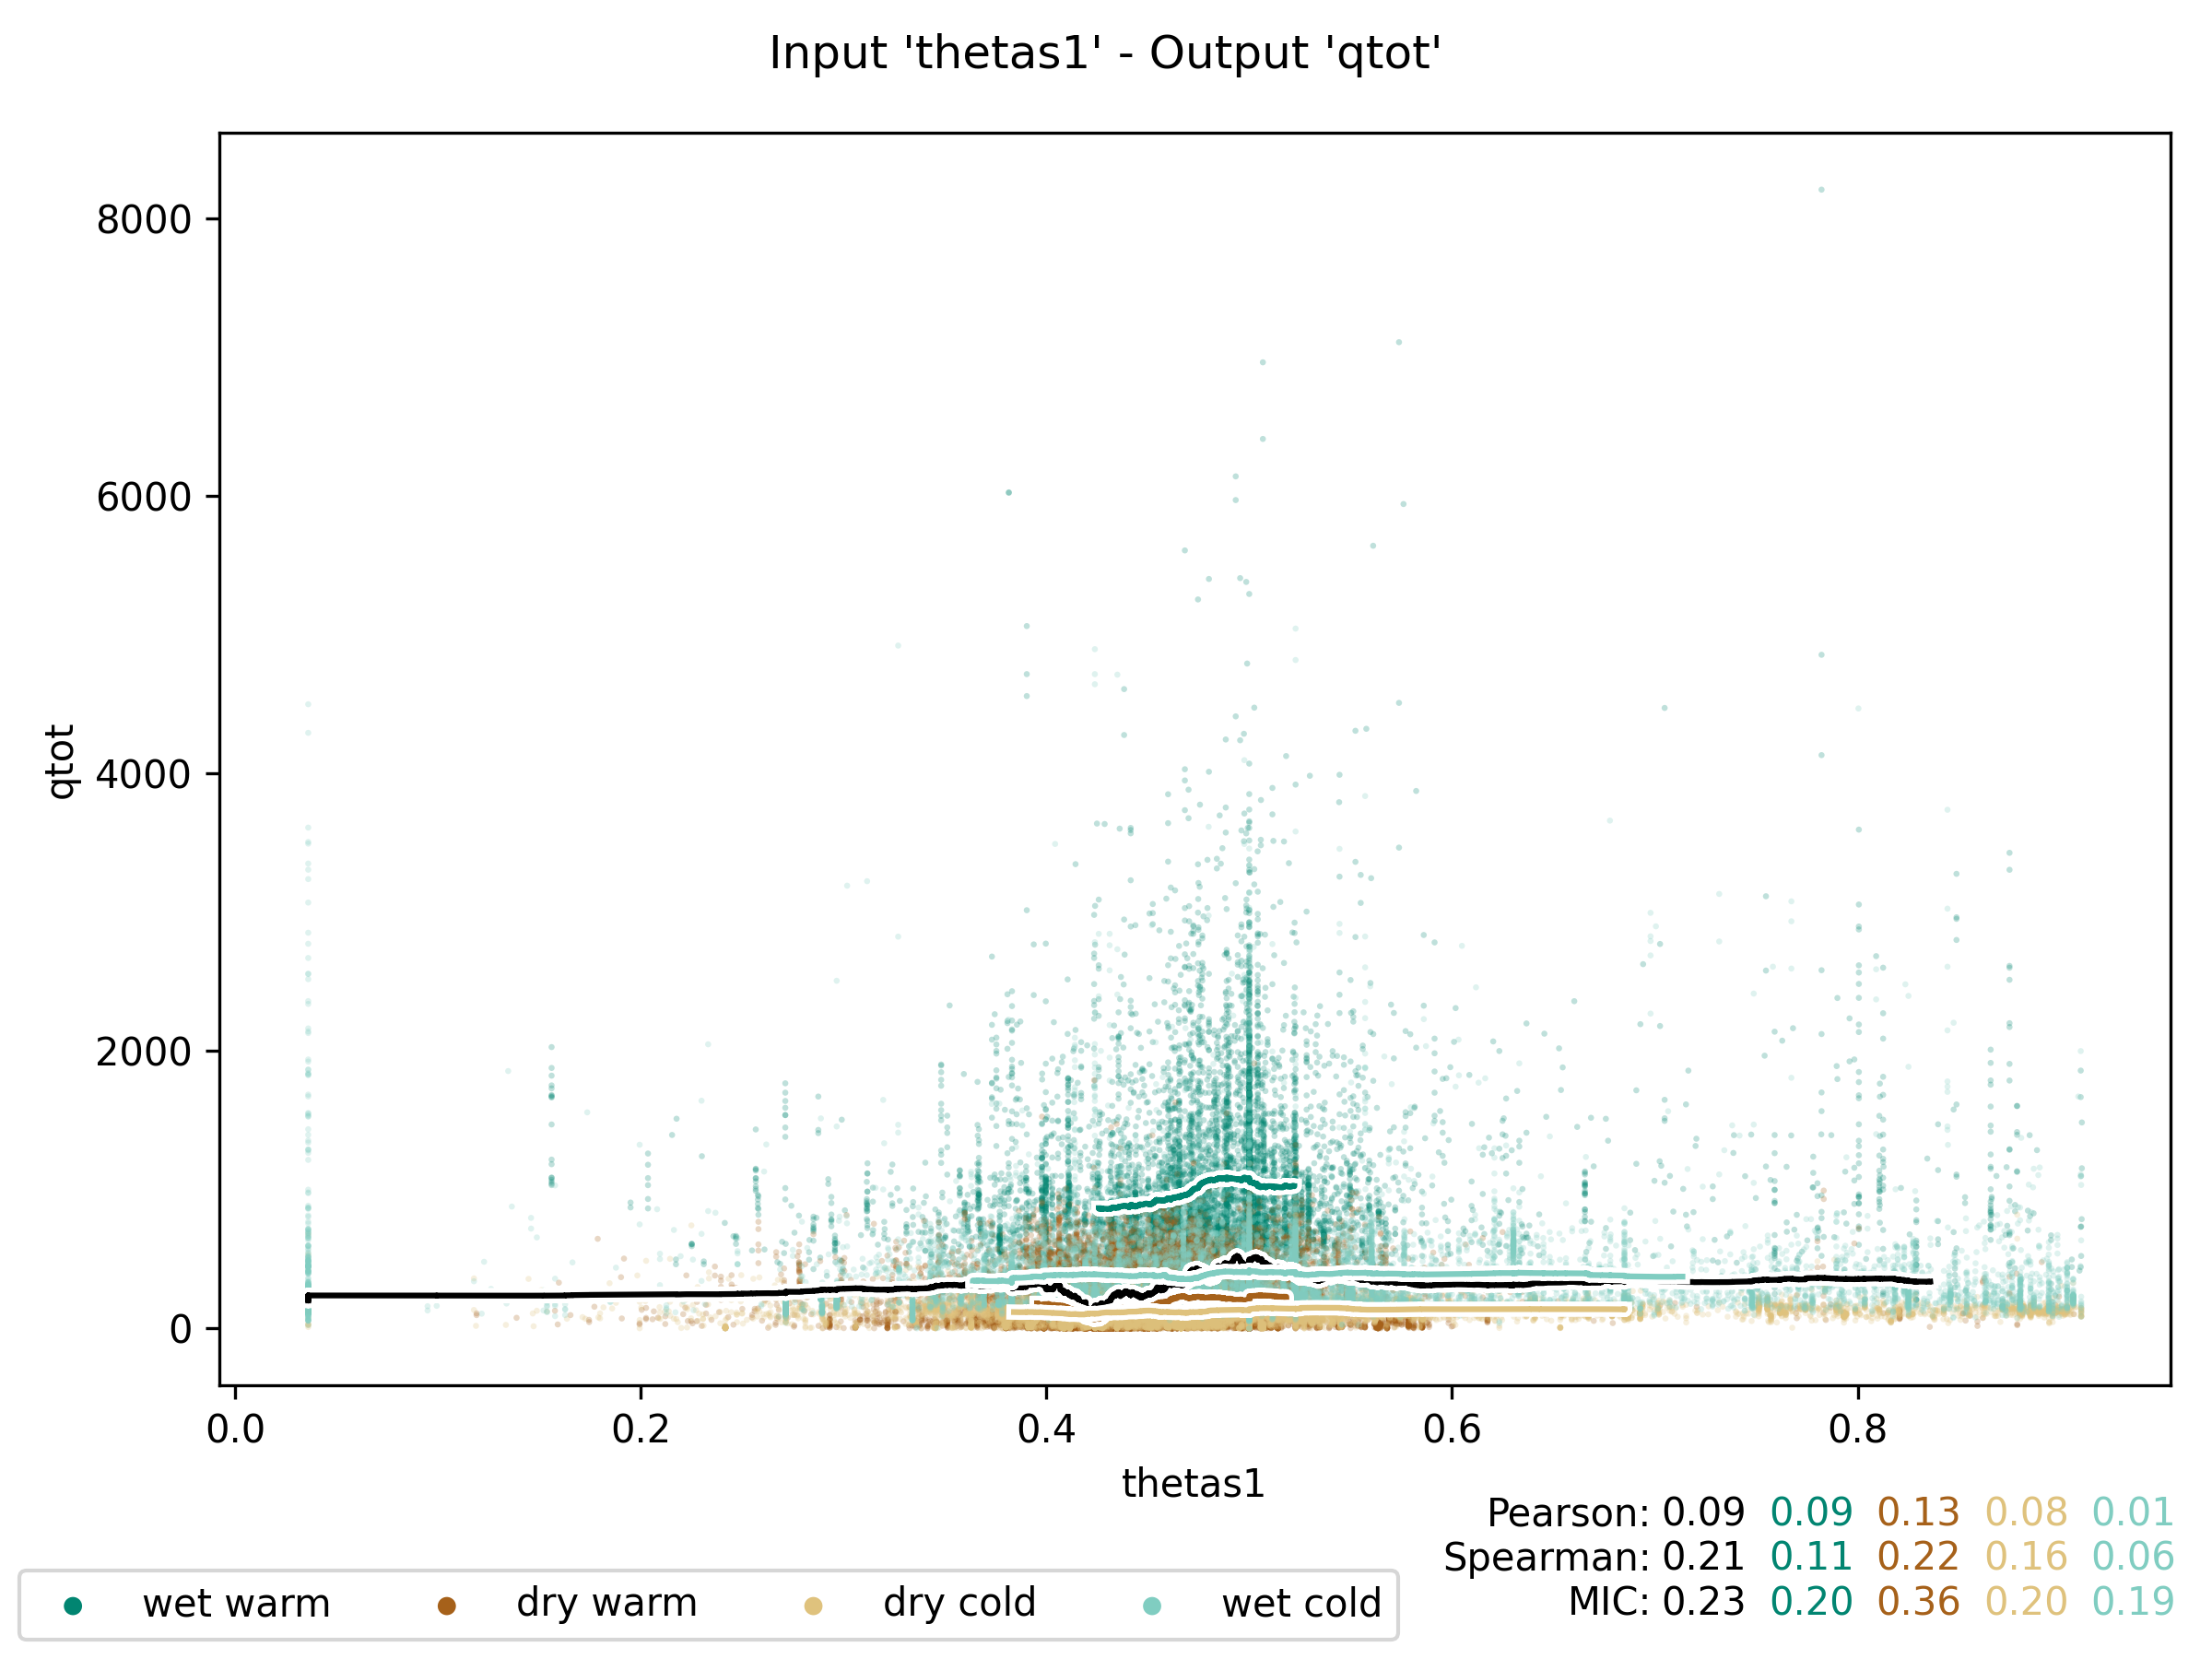 Input 'thetas1' - Output 'qtot'
8000
6000
4000
2000
0
qtot
0.0 0.2 0.4 0.6 0.8
thetas1
Pearson: 0.09 0.09 0.13 0.08 0.01
Spearman: 0.21 0.11 0.22 0.16 0.06
MIC: 0.23 0.20 0.36 0.20 0.19
wet warm dry warm dry cold wet cold